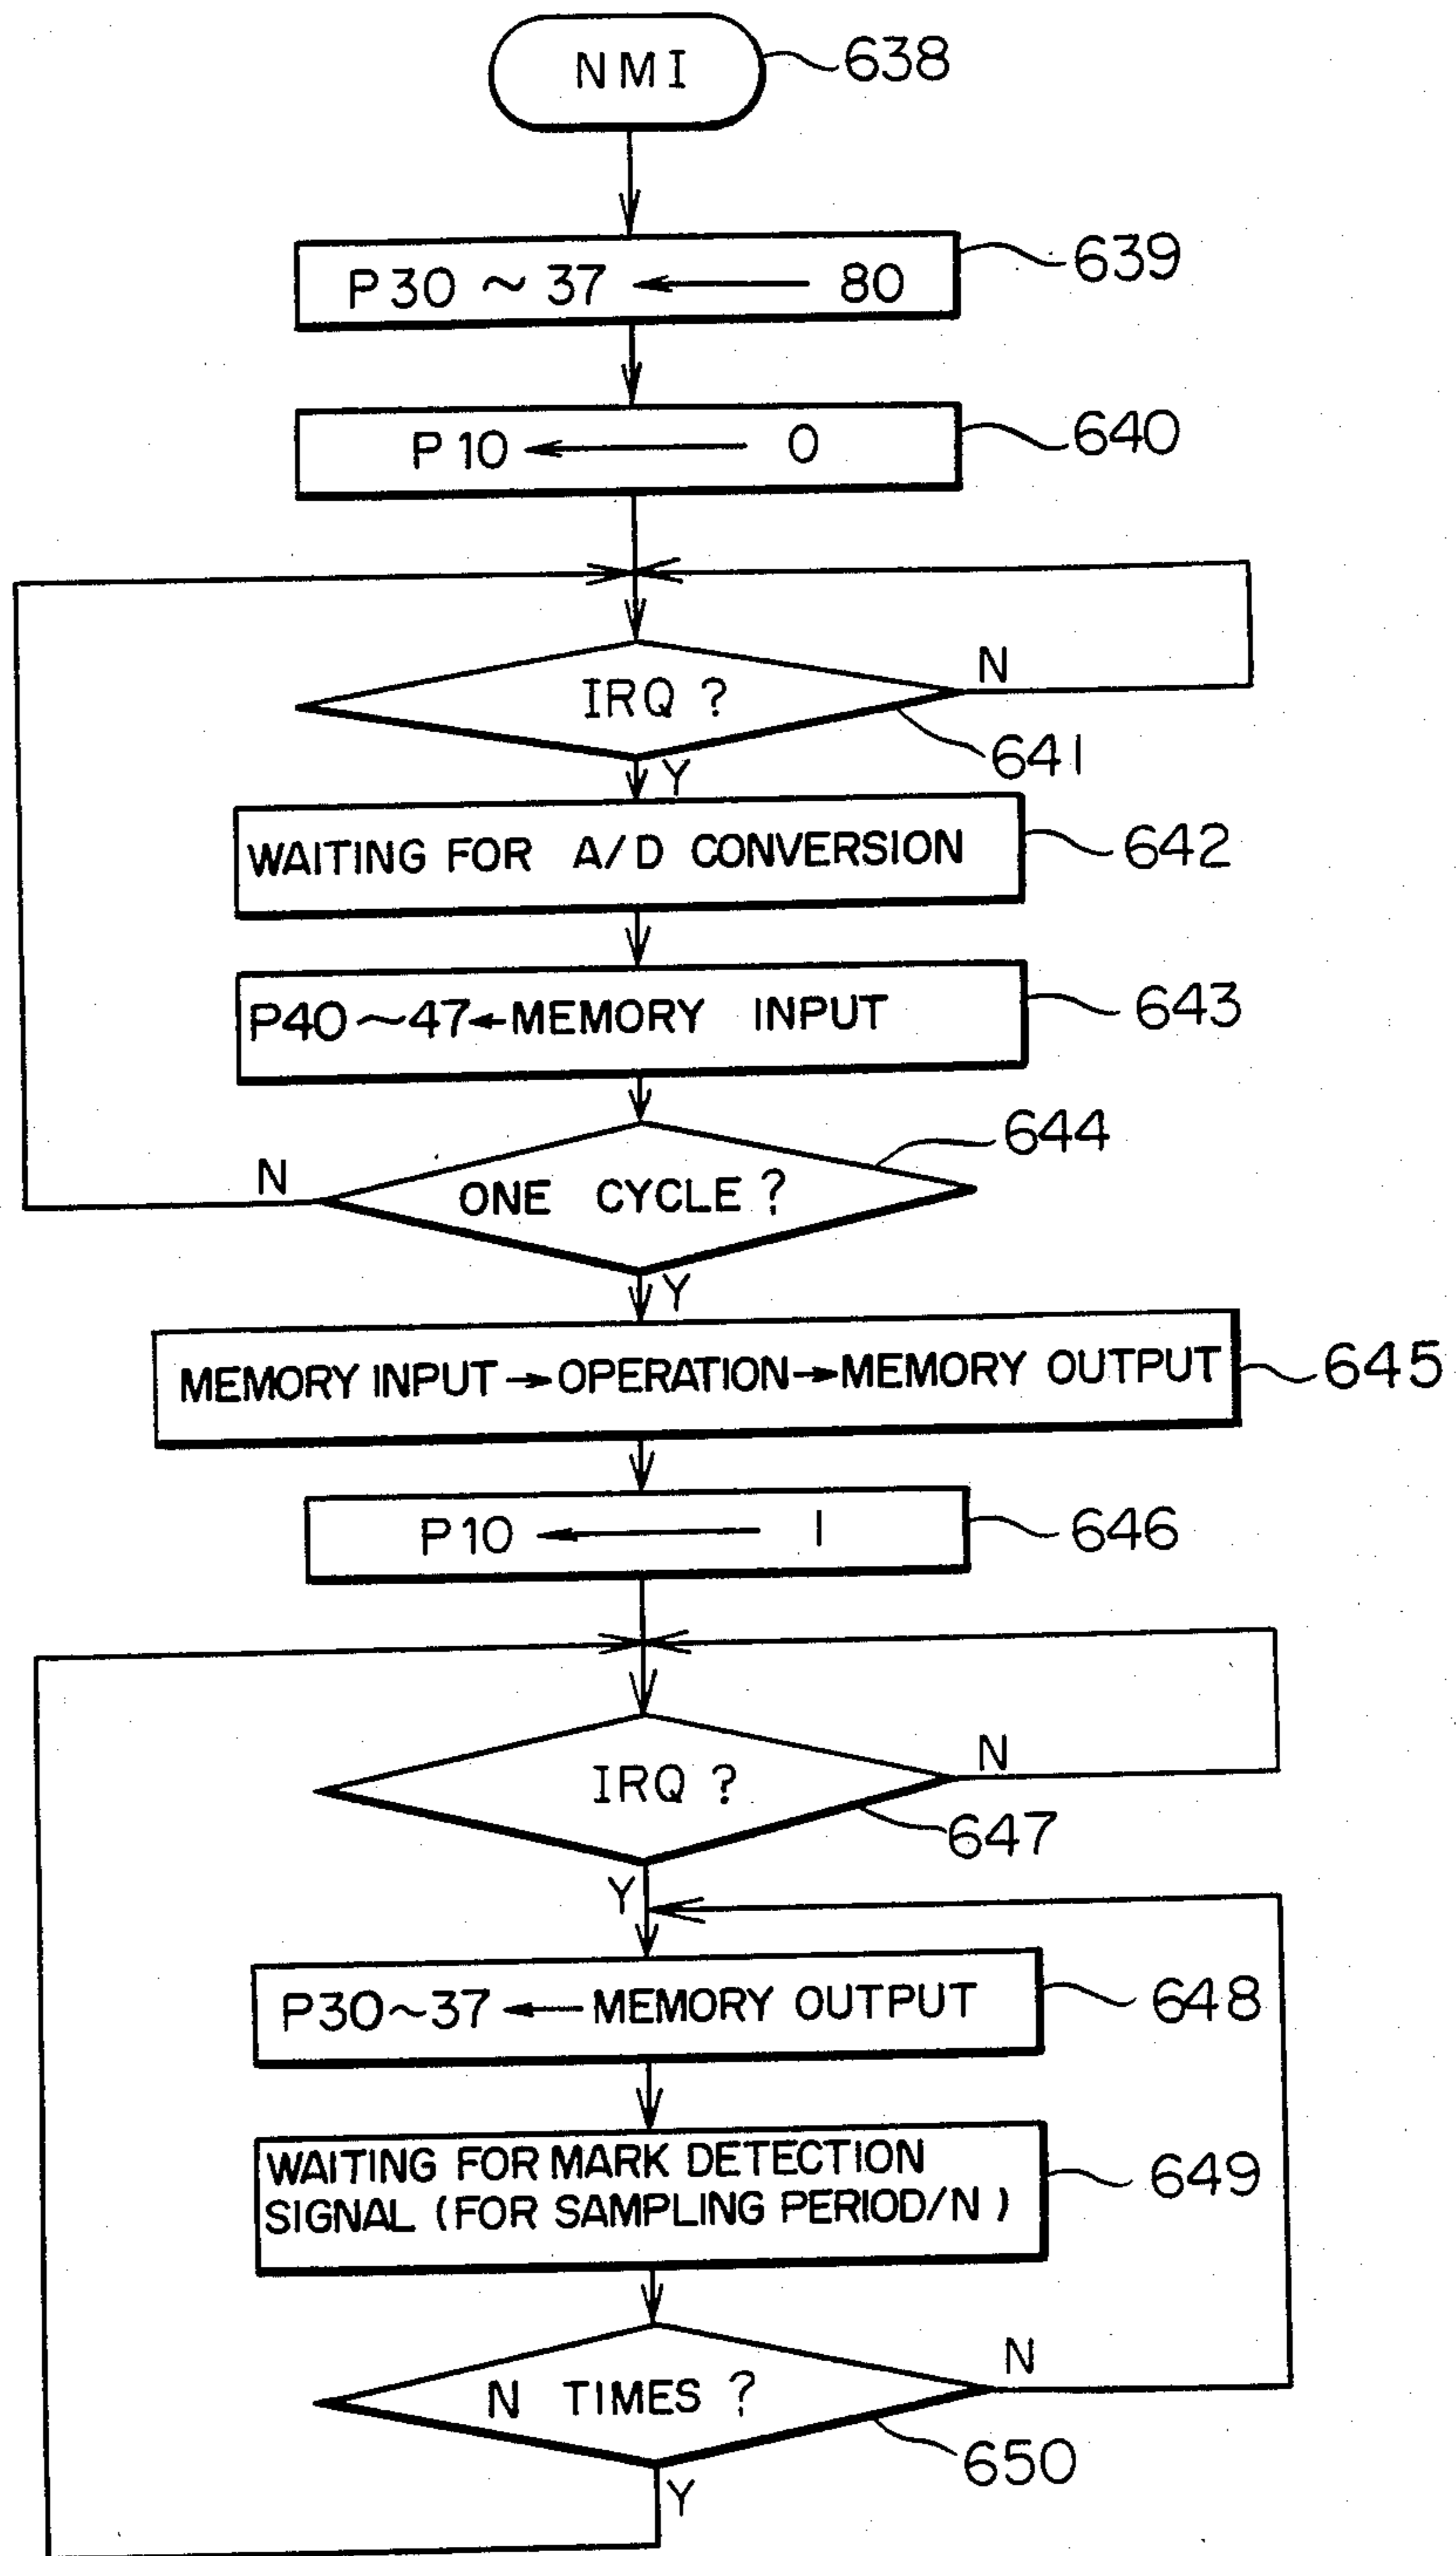 NMI 638
P30 ~ 37 ← 80 639
P10 ← 0 640
N
IRQ ? 641
Y
WAITING FOR A/D CONVERSION 642
P40 ~ 47 ← MEMORY INPUT 643
644
N
ONE CYCLE ?
Y
MEMORY INPUT → OPERATION → MEMORY OUTPUT 645
P10 ← 1 646
N
IRQ ?
647
Y
P30 ~ 37 ← MEMORY OUTPUT 648
WAITING FOR MARK DETECTION
SIGNAL (FOR SAMPLING PERIOD/N) 649
N
N TIMES ?
650
Y